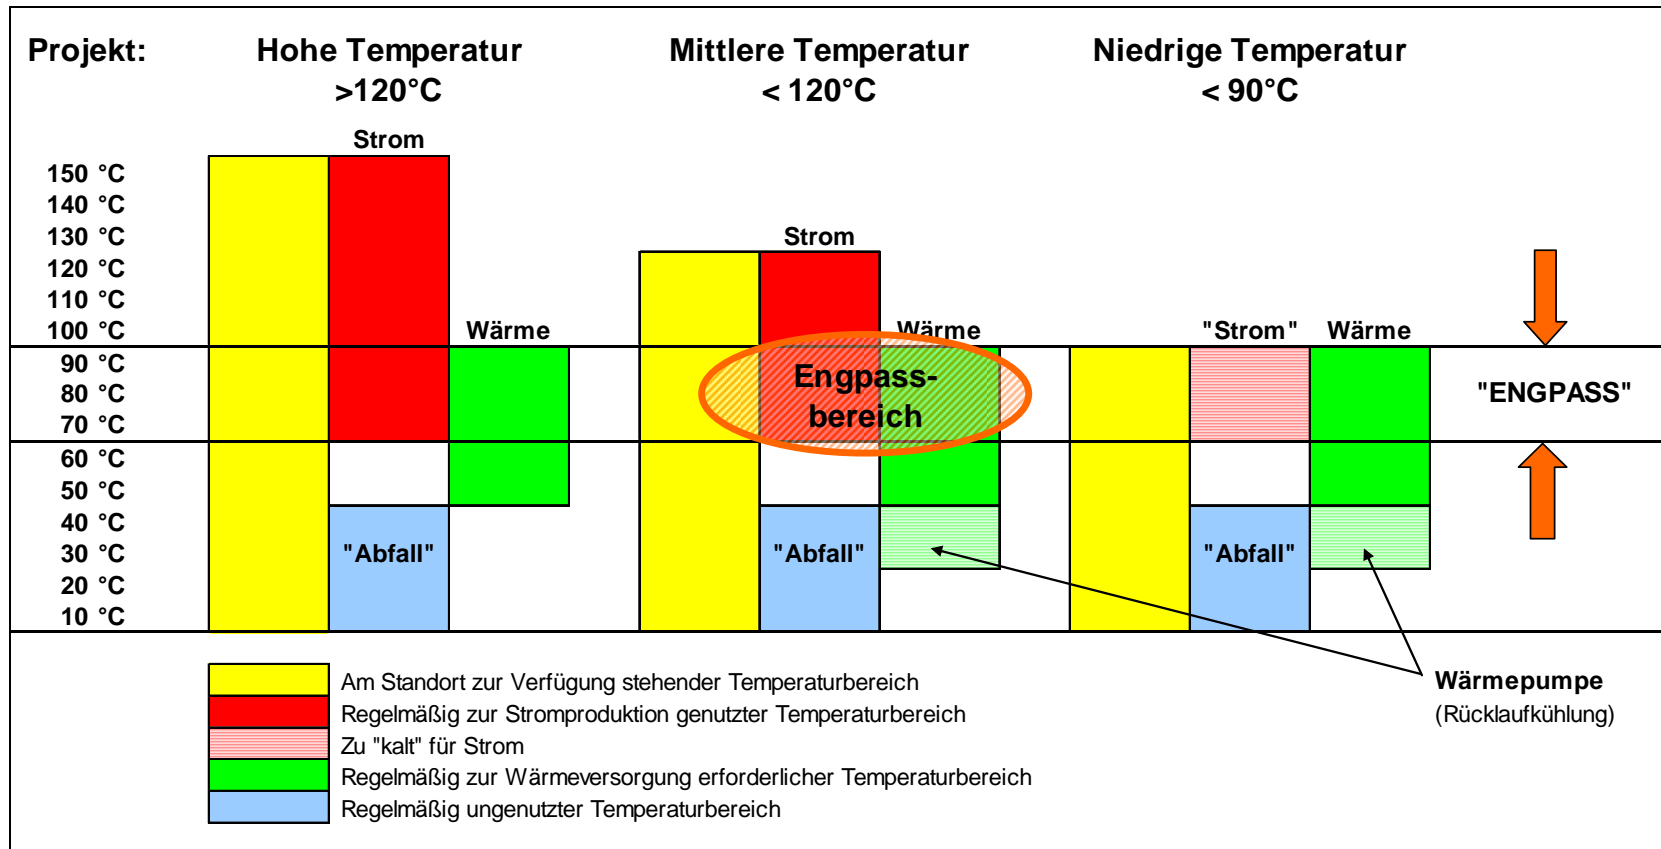 Projekt:
Hohe Temperatur
>120°C
Mittlere Temperatur
< 120°C
Niedrige Temperatur
< 90°C
Strom
150 °C
140 °C
130 °C
Strom
120 °C
110 °C
100 °C
Wärme
Wärme
"Strom"
Wärme
90 °C
80 °C
70 °C
Engpass-
bereich
"ENGPASS"
60 °C
50 °C
40 °C
30 °C
"Abfall"
"Abfall"
"Abfall"
20 °C
10 °C
Am Standort zur Verfügung stehender Temperaturbereich
Regelmäßig zur Stromproduktion genutzter Temperaturbereich
Zu "kalt" für Strom
Regelmäßig zur Wärmeversorgung erforderlicher Temperaturbereich
Regelmäßig ungenutzter Temperaturbereich
Wärmepumpe
(Rücklaufkühlung)